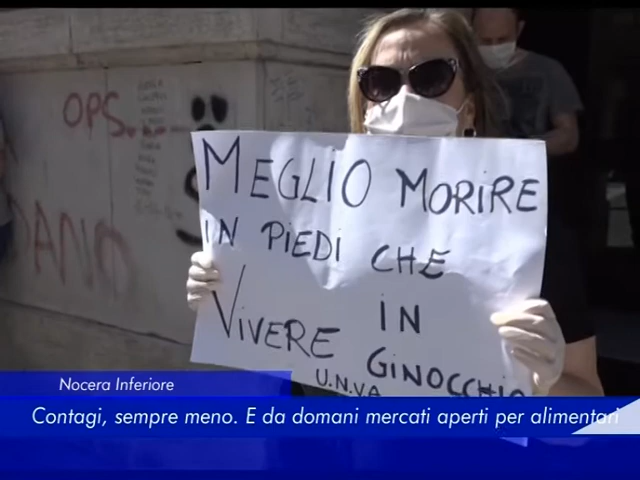 OPS...
MEGLIO MORIRE
IN PIEDI CHE
VIVERE IN
GINOCCHIO
U.N.VA
Nocera Inferiore
Contagi, sempre meno. E da domani mercati aperti per alimentari